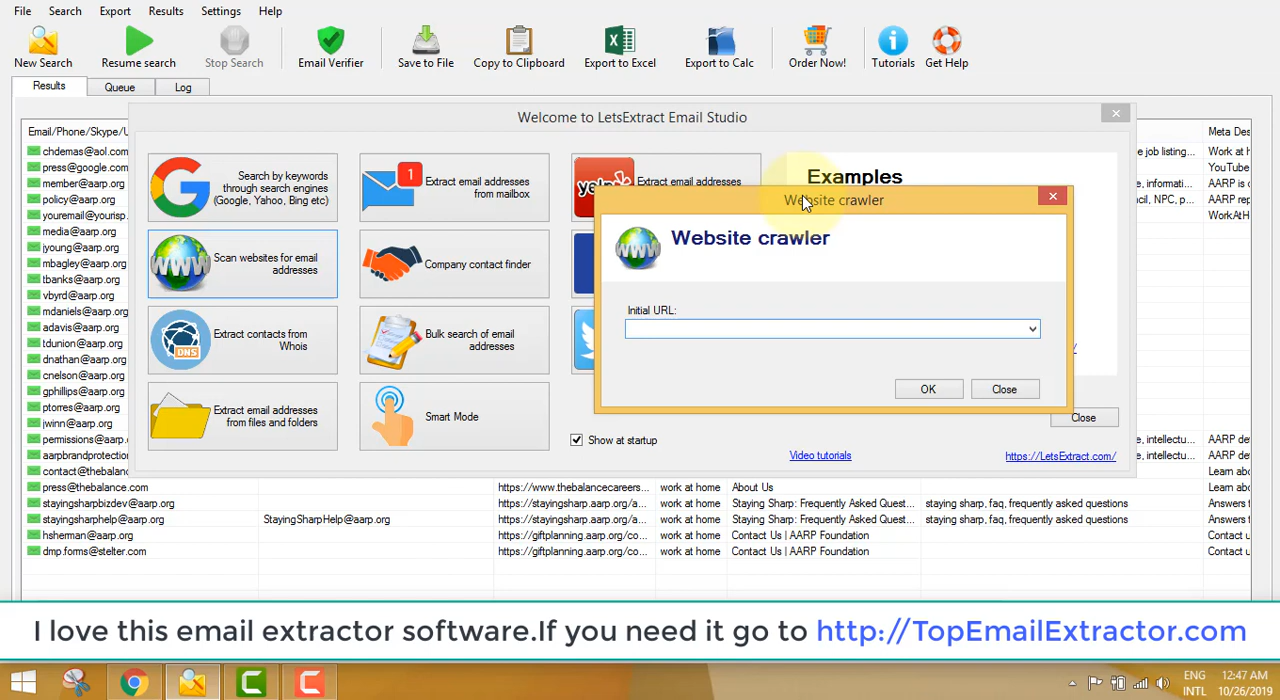 File Search Export Results Settings Help
New Search Resume search Stop Search Email Verifier Save to File Copy to Clipboard Export to Excel Export to Calc Order Now! Tutorials Get Help
Results Queue Log
Welcome to LetsExtract Email Studio
Email/Phone/Skype/U
Meta Des
chdemas@aol.com
e job listing...
Work at h
press@google.com
YouTube
member@aarp.org
, informati...
AARP is c
policy@aarp.org
y, NPC, p...
AARP rep
youremail@yourisp.
WorkAtH
media@aarp.org
jyoung@aarp.org
mbagley@aarp.org
tbanks@aarp.org
vbyrd@aarp.org
mdaniels@aarp.org
adavis@aarp.org
tdunion@aarp.org
dnathan@aarp.org
cnelson@aarp.org
gphillips@aarp.org
ptorres@aarp.org
jwinn@aarp.org
permissions@aarp.org
e, intellectu...
AARP det
aarpbrandprotection
e, intellectu...
AARP det
contact@thebalance
Learn abo
Search by keywords
through search engines
(Google, Yahoo, Bing etc)
1
Extract email addresses
from mailbox
yelp
Extract email addresses
Examples
Scan websites for email
addresses
Company contact finder
Extract contacts from
Whois
DNS
Bulk search of email
addresses
Extract email addresses
from files and folders
Smart Mode
Website crawler
WWW
Website crawler
Initial URL:
OK Close
Close
Show at startup
Video tutorials
https://LetsExtract.com/
press@thebalance.com https://www.thebalancecareers... work at home About Us Learn abo
stayingsharpbizdev@aarp.org https://stayingsharp.aarp.org/a... work at home Staying Sharp: Frequently Asked Quest... staying sharp, faq, frequently asked questions Answers f
stayingsharphelp@aarp.org StayingSharpHelp@aarp.org https://stayingsharp.aarp.org/a... work at home Staying Sharp: Frequently Asked Quest... staying sharp, faq, frequently asked questions Answers f
hsherman@aarp.org https://giftplanning.aarp.org/co... work at home Contact Us | AARP Foundation Contact u
dmp.forms@stelter.com https://giftplanning.aarp.org/co... work at home Contact Us | AARP Foundation Contact u
I love this email extractor software.If you need it go to http://TopEmailExtractor.com
ENG 12:47 AM
INTL 10/26/2019